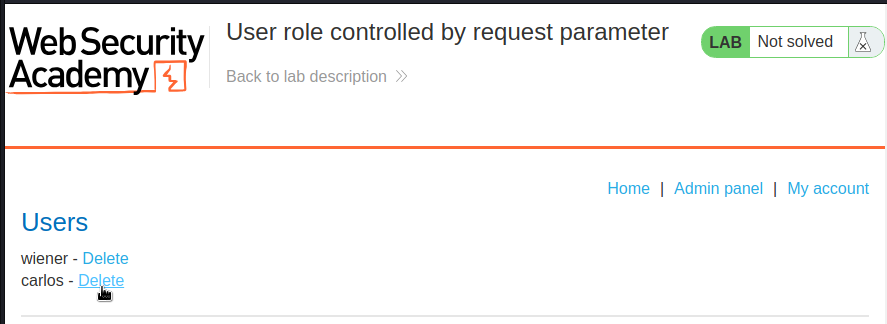 Web Security
Academy
User role controlled by request parameter
Back to lab description
LAB Not solved
Home | Admin panel | My account
Users
wiener - Delete
carlos - Delete